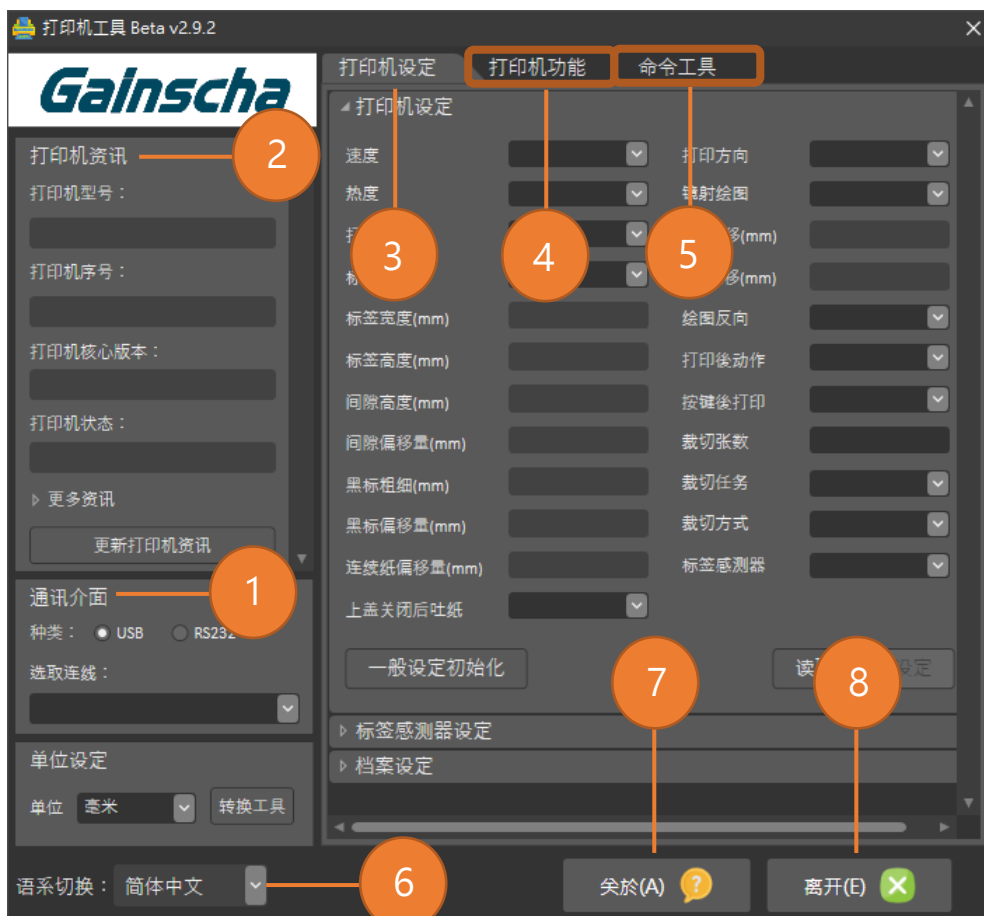 打印机工具 Beta v2.9.2
Gainscha
打印机设定 打印机功能 命令工具
打印机设定
2
打印机资讯
速度 打印方向
打印机型号：
热度 镜射绘图
3 4 5
(mm)
打印机序号：
(mm)
标签宽度(mm) 绘图反向
打印机核心版本：
标签高度(mm) 打印後动作
间隙高度(mm) 按键後打印
打印机状态：
间隙偏移量(mm) 裁切张数
黑标粗细(mm) 裁切任务
更多资讯
黑标偏移量(mm) 裁切方式
更新打印机资讯
连续纸偏移量(mm) 标签感测器
1
通讯介面
上盖关闭后吐纸
种类： USB RS232
选取连线：
一般设定初始化 7 读 8 设定
标签感测器设定
单位设定
档案设定
单位 毫米 转换工具
语系切换： 简体中文 6 关於(A) 离开(E)